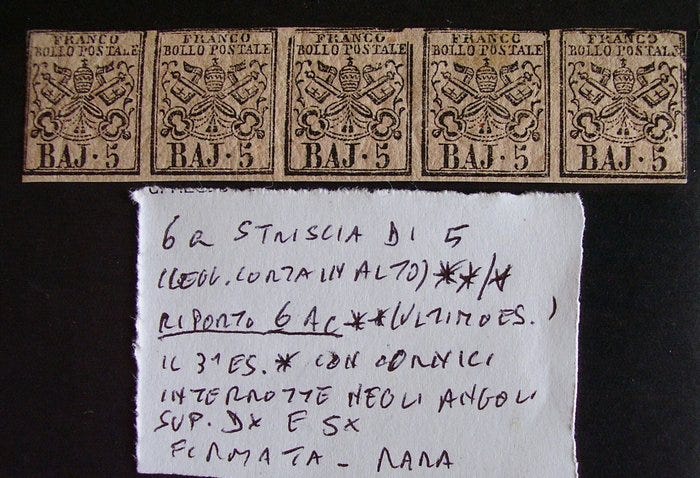 FRANCO FRANCO FRANCO FRANCO FRANCO
BOLLO POSTALE BOLLO POSTALE BOLLO POSTALE BOLLO POSTALE BOLLO POSTALE
BAJ·5 BAJ·5 BAJ·5 BAJ·5 BAJ·5
6a STRISCIA DI 5
(LEGG. CORTA IN ALTO) **/*
RIPORTO 6 Ac **(ULTIMO ES.)
IL 3° ES. * CON CORNICI
INTERROTTE NEGLI ANGOLI
SUP. DX E SX
FIRMATA - RARA